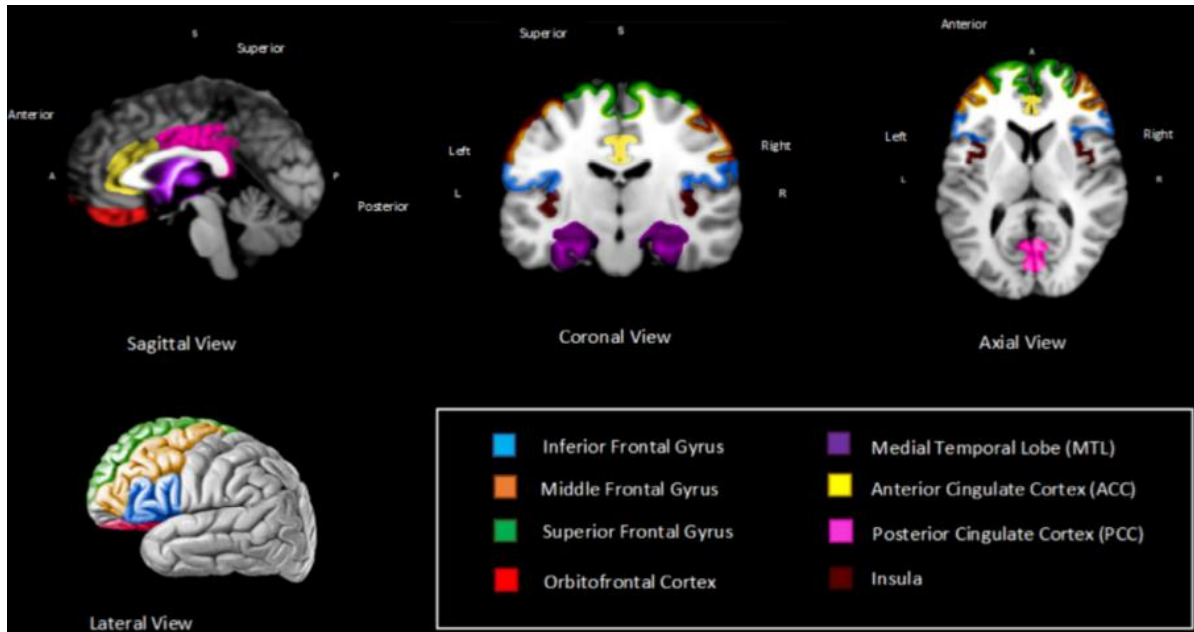 S
Superior
Anterior
A
P
Posterior
Sagittal View
Superior
S
Left
Right
L
R
Coronal View
Anterior
A
Left
Right
L
R
Axial View
Lateral View
Inferior Frontal Gyrus
Middle Frontal Gyrus
Superior Frontal Gyrus
Orbitofrontal Cortex
Medial Temporal Lobe (MTL)
Anterior Cingulate Cortex (ACC)
Posterior Cingulate Cortex (PCC)
Insula